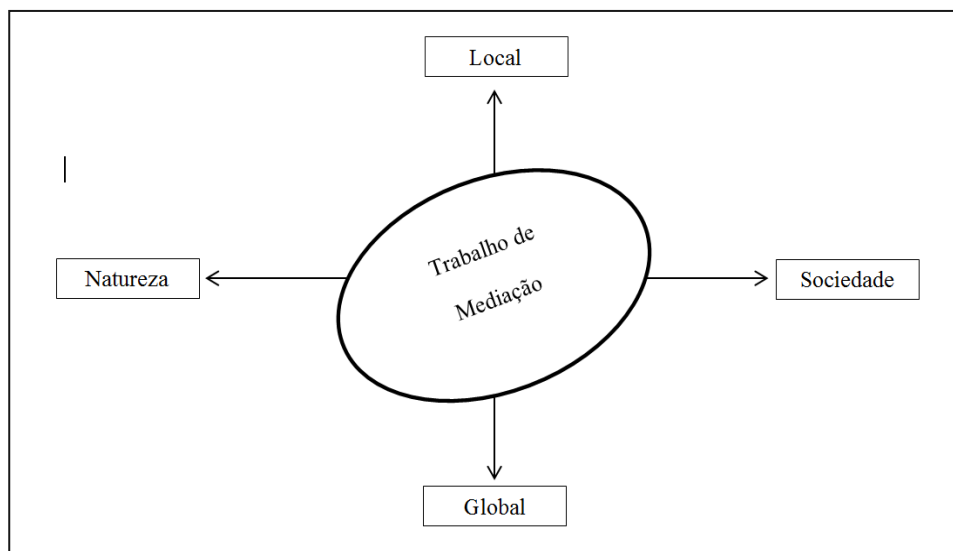 Local
Trabalho de
Mediação
Natureza
Sociedade
Global